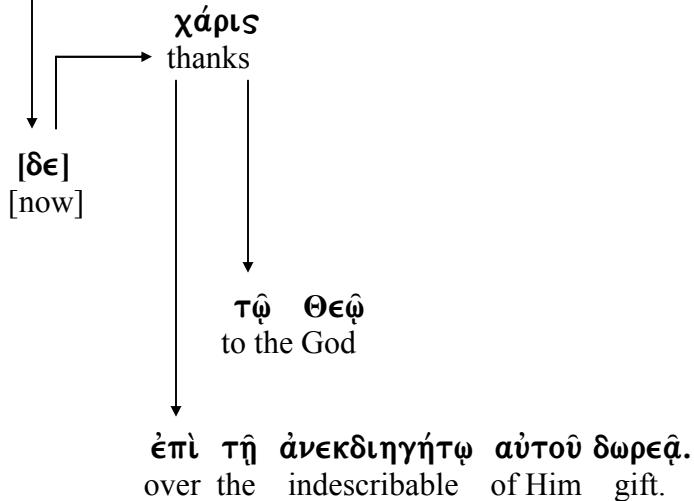 χάρις
thanks
[δε]
[now]
τῷ Θεῷ
to the God
ἐπὶ τῇ ἀνεκδιηγήτῳ αὐτοῦ δωρεᾷ.
over the indescribable of Him gift.